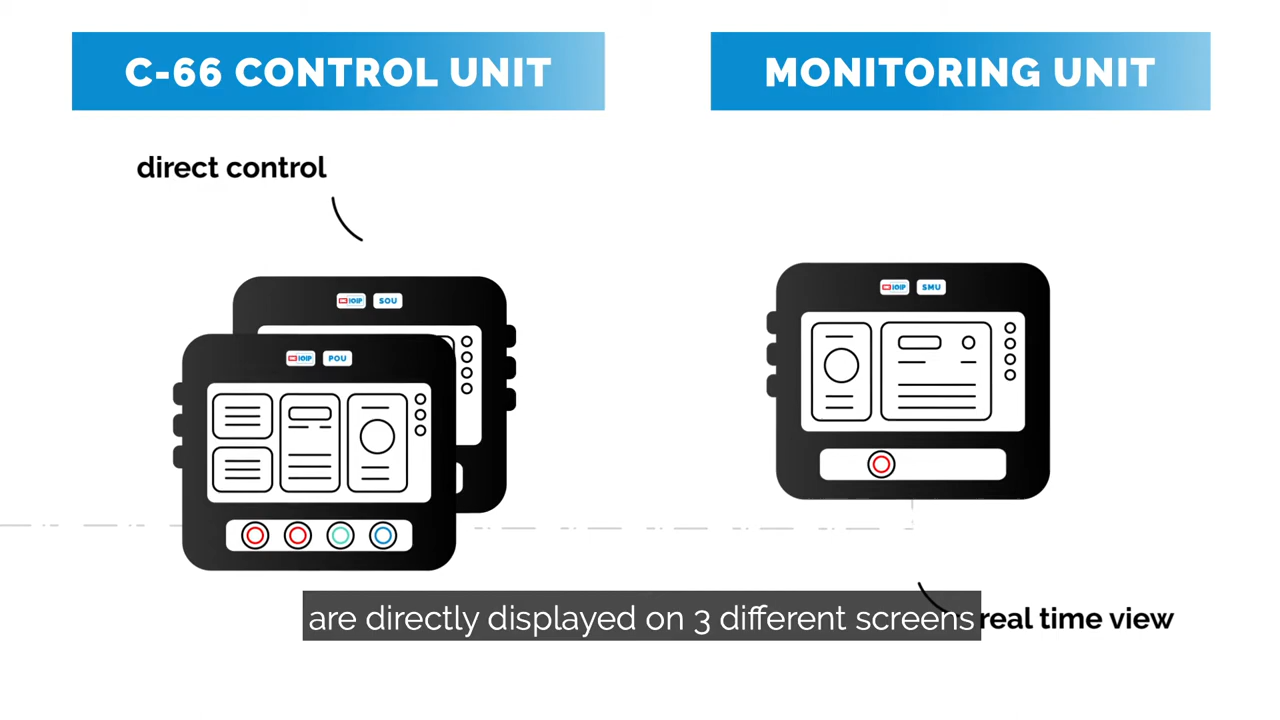 C-66 CONTROL UNIT
MONITORING UNIT
direct control
IOIP SOU
IOIP POU
IOIP SMU
are directly displayed on 3 different screens
real time view